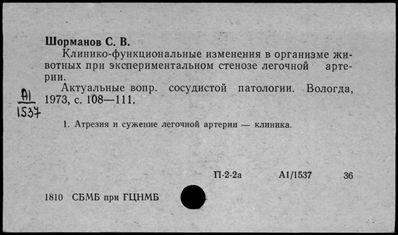 Шорманов С. В.
Клинико-функциональные изменения в организме жи-
вотных при экспериментальном стенозе легочной арте-
рии.
Актуальные вопр. сосудистой патологии. Вологда,
1973, с. 108—111.
А1
1537
1. Атрезия и сужение легочной артерии — клиника.
П-2-2а А1/1537 36
1810 СБМБ при ГЦНМБ